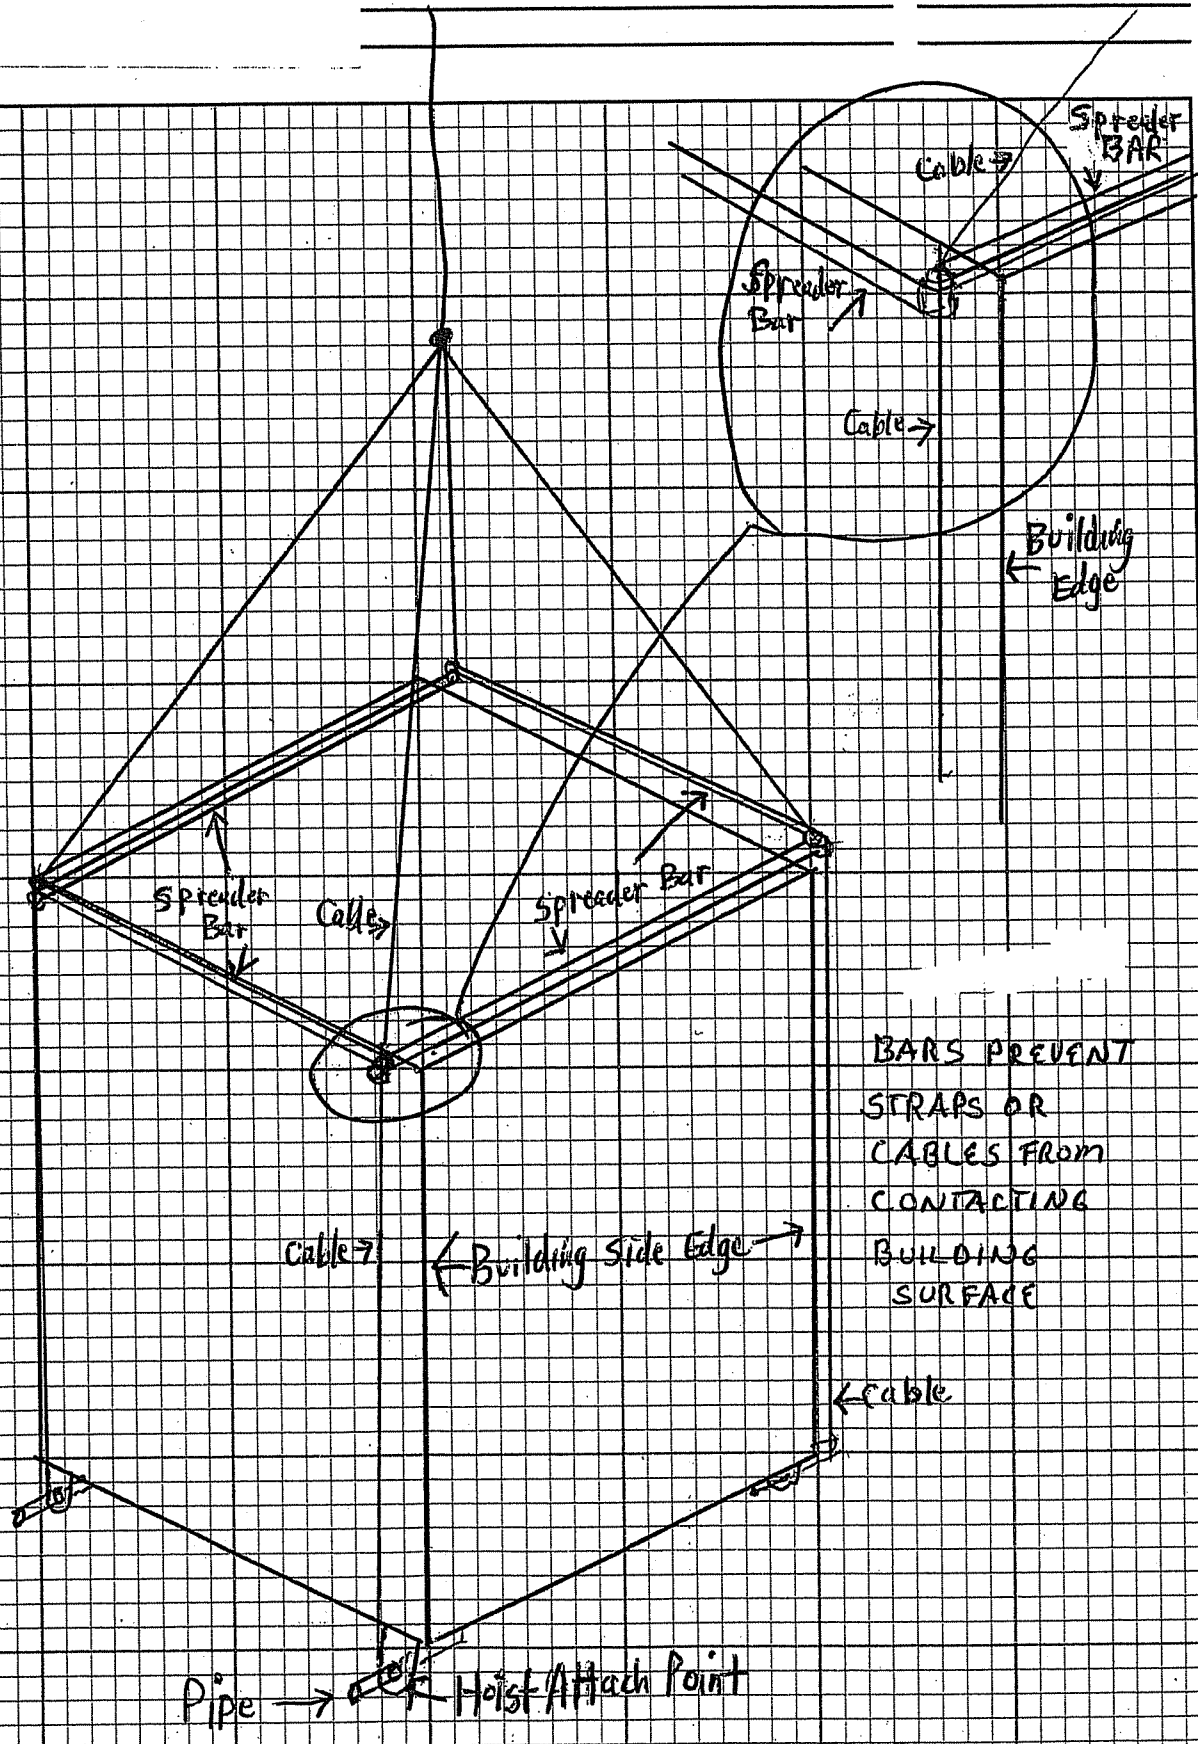 Spreader
BAR
Cable
Spreader
Bar
Cable
Building
Edge
Spreader
Bar
Cable
Spreader Bar
BARS PREVENT
STRAPS OR
CABLES FROM
CONTACTING
BUILDING
SURFACE
Cable
Building Side Edge
Cable
Pipe
Hoist Attach Point